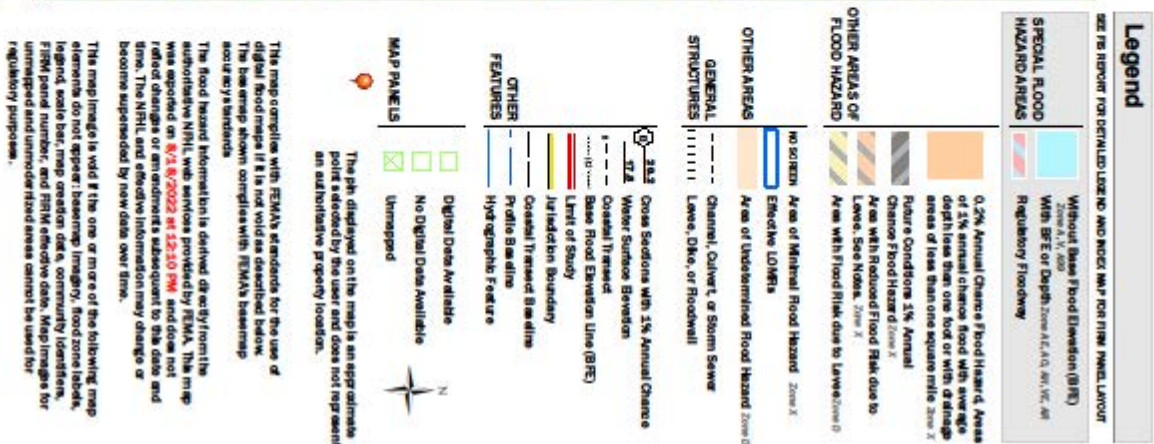 Legend
SEE FIS REPORT FOR DETAILED LEGEND AND INDEX MAP FOR FIRM PANEL LAYOUT
SPECIAL FLOOD
HAZARD AREAS
Without Base Flood Elevation (BFE)
Zone A, V, A99
With BFE or Depth Zone AE, AO, AH, VE, AR
Regulatory Floodway
0.2% Annual Chance Flood Hazard, Areas
of 1% annual chance flood with average
depth less than one foot or with drainage
areas of less than one square mile Zone X
Future Conditions 1% Annual
Chance Flood Hazard Zone X
Area with Reduced Flood Risk due to
Levee. See Notes. Zone X
Area with Flood Risk due to Levee Zone D
OTHER AREAS OF
FLOOD HAZARD
NO SCREEN Area of Minimal Flood Hazard Zone X
Effective LOMRs
Area of Undetermined Flood Hazard Zone D
OTHER AREAS
GENERAL
STRUCTURES
Channel, Culvert, or Storm Sewer
Levee, Dike, or Floodwall
B 20.2 Cross Sections with 1% Annual Chance
17.5 Water Surface Elevation
8 Coastal Transect
Base Flood Elevation Line (BFE)
Limit of Study
Jurisdiction Boundary
Coastal Transect Baseline
Profile Baseline
Hydrographic Feature
OTHER
FEATURES
Digital Data Available
No Digital Data Available
Unmapped
MAP PANELS
N
The pin displayed on the map is an approximate
point selected by the user and does not represent
an authoritative property location.
This map complies with FEMA's standards for the use of
digital flood maps if it is not void as described below.
The basemap shown complies with FEMA's basemap
accuracy standards
The flood hazard information is derived directly from the
authoritative NFHL web services provided by FEMA. This map
was exported on 8/18/2022 at 12:10 PM and does not
reflect changes or amendments subsequent to this date and
time. The NFHL and effective information may change or
become superseded by new data over time.
This map image is void if the one or more of the following map
elements do not appear: basemap imagery, flood zone labels,
legend, scale bar, map creation date, community identifiers,
FIRM panel number, and FIRM effective date. Map images for
unmapped and unmodernized areas cannot be used for
regulatory purposes.